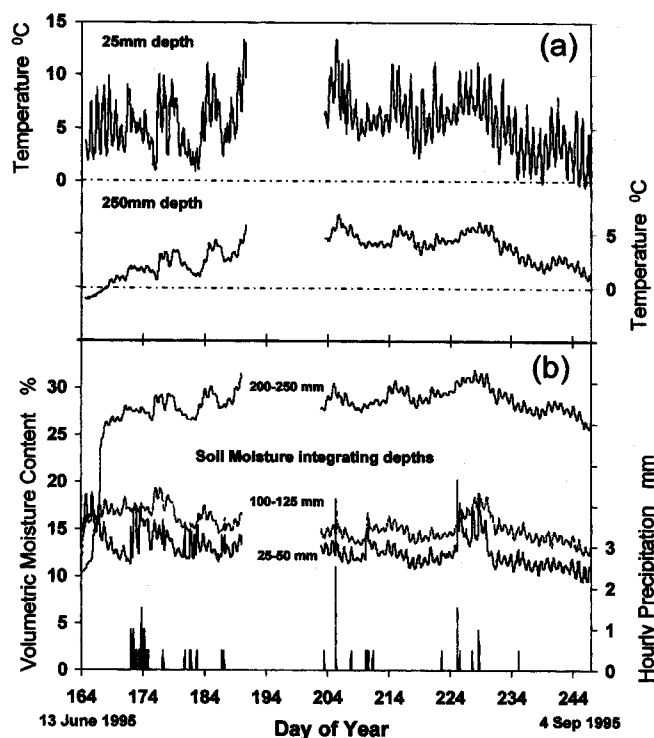 15
10
5
0
Temperature ⁰C
25mm depth
(a)
250mm depth
5
0
Temperature ⁰C
30
25
20
15
10
5
0
Volumetric Moisture Content %
(b)
200-250 mm
Soil Moisture integrating depths
100-125 mm
25-50 mm
3
2
1
0
Hourly Precipitation mm
164 174 184 194 204 214 224 234 244
13 June 1995 Day of Year 4 Sep 1995